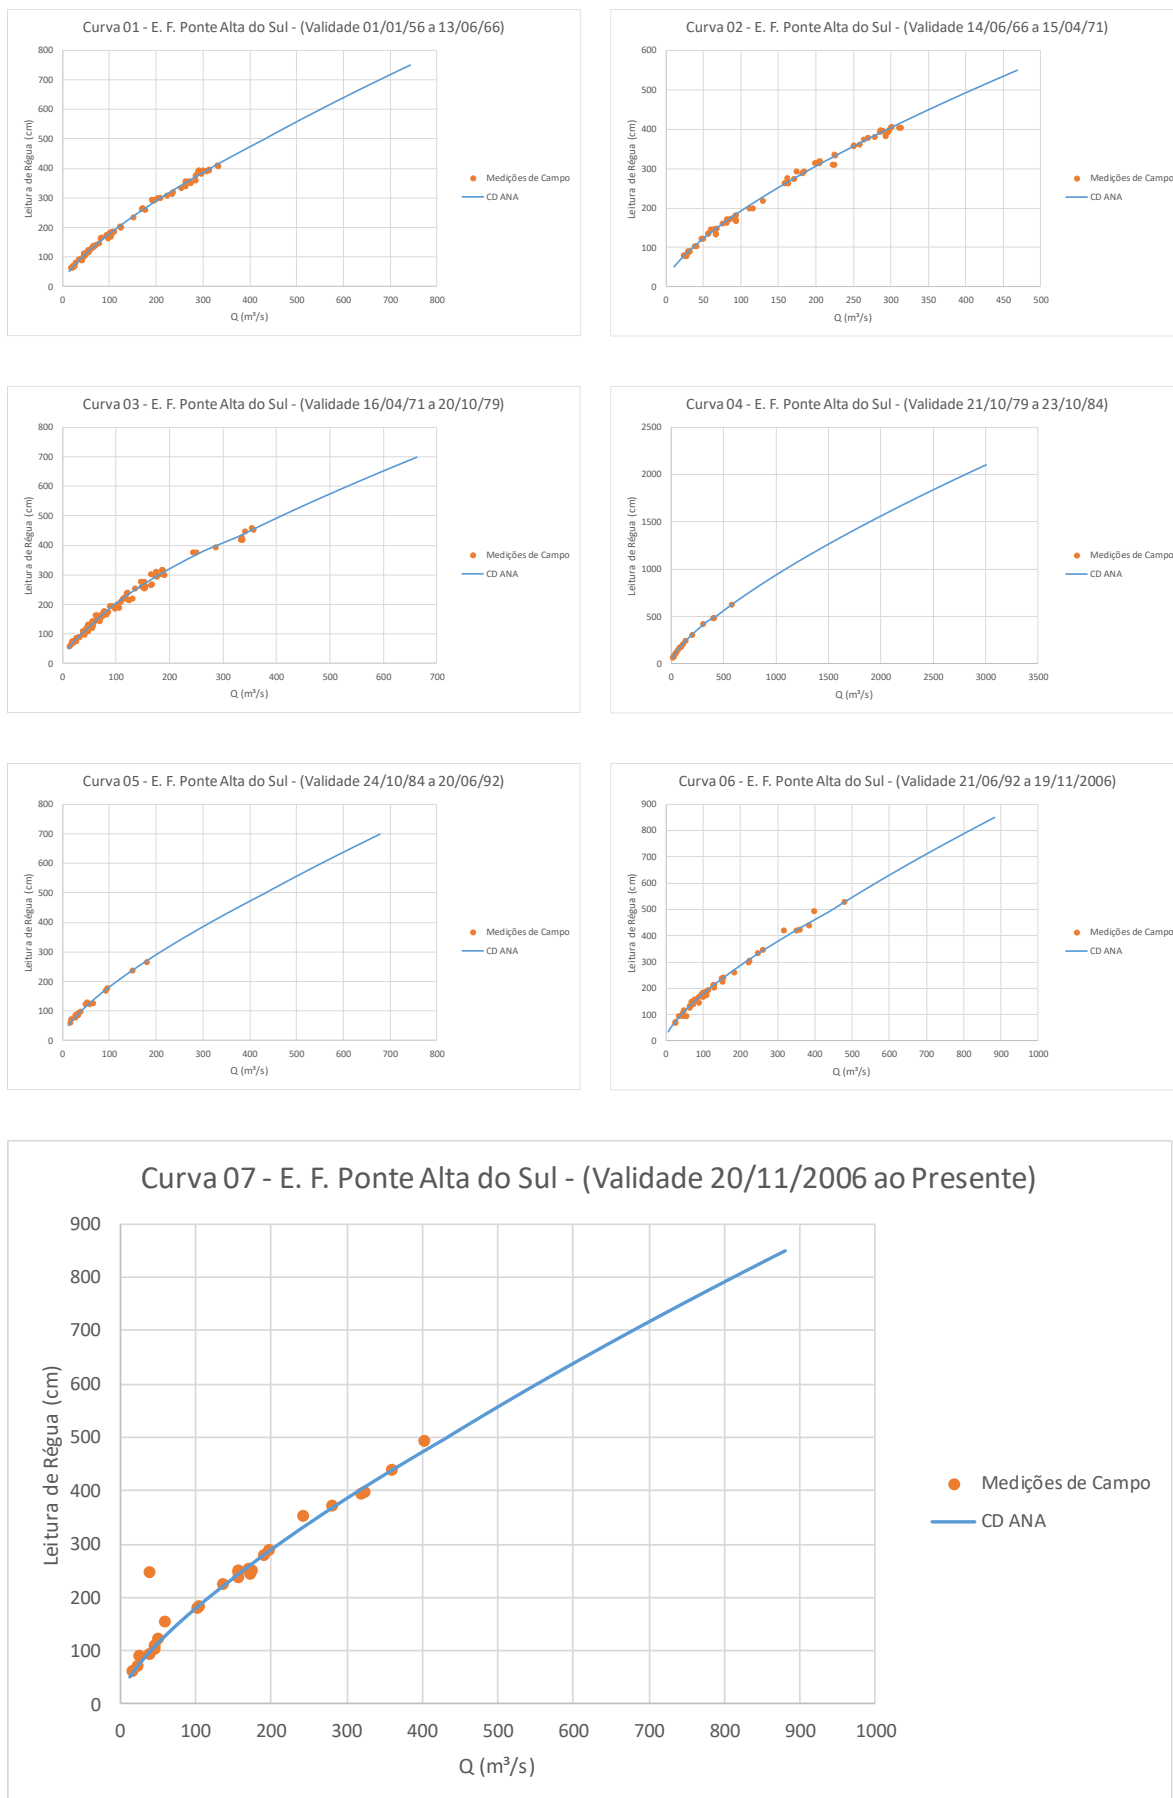 Curva 01 - E. F. Ponte Alta do Sul - (Validade 01/01/56 a 13/06/66)
800
700
600
500
400
300
200
100
0
Leitura de Régua (cm)
0 100 200 300 400 500 600 700 800
Q (m³/s)
Medições de Campo
CD ANA
Curva 02 - E. F. Ponte Alta do Sul - (Validade 14/06/66 a 15/04/71)
600
500
400
300
200
100
0
Leitura de Régua (cm)
0 50 100 150 200 250 300 350 400 450 500
Q (m³/s)
Medições de Campo
CD ANA
Curva 03 - E. F. Ponte Alta do Sul - (Validade 16/04/71 a 20/10/79)
800
700
600
500
400
300
200
100
0
Leitura de Régua (cm)
0 100 200 300 400 500 600 700
Q (m³/s)
Medições de Campo
CD ANA
Curva 04 - E. F. Ponte Alta do Sul - (Validade 21/10/79 a 23/10/84)
2500
2000
1500
1000
500
0
Leitura de Régua (cm)
0 500 1000 1500 2000 2500 3000 3500
Q (m³/s)
Medições de Campo
CD ANA
Curva 05 - E. F. Ponte Alta do Sul - (Validade 24/10/84 a 20/06/92)
800
700
600
500
400
300
200
100
0
Leitura de Régua (cm)
0 100 200 300 400 500 600 700 800
Q (m³/s)
Medições de Campo
CD ANA
Curva 06 - E. F. Ponte Alta do Sul - (Validade 21/06/92 a 19/11/2006)
900
800
700
600
500
400
300
200
100
0
Leitura de Régua (cm)
0 100 200 300 400 500 600 700 800 900 1000
Q (m³/s)
Medições de Campo
CD ANA
Curva 07 - E. F. Ponte Alta do Sul - (Validade 20/11/2006 ao Presente)
900
800
700
600
500
400
300
200
100
0
Leitura de Régua (cm)
0 100 200 300 400 500 600 700 800 900 1000
Q (m³/s)
Medições de Campo
CD ANA